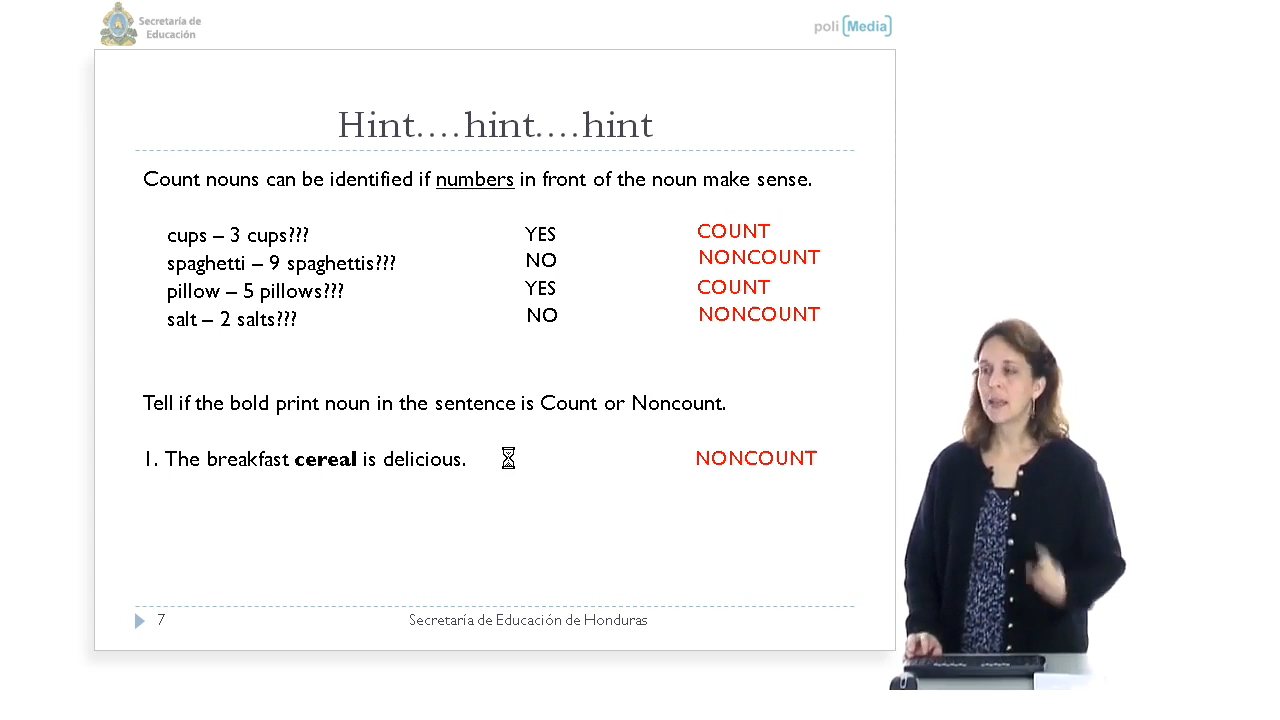 Secretaría de
Educación
poli [Media]
Hint....hint....hint
Count nouns can be identified if numbers in front of the noun make sense.
cups – 3 cups??? YES COUNT
spaghetti – 9 spaghettis??? NO NONCOUNT
pillow – 5 pillows??? YES COUNT
salt – 2 salts??? NO NONCOUNT
Tell if the bold print noun in the sentence is Count or Noncount.
1. The breakfast cereal is delicious. NONCOUNT
7 Secretaría de Educación de Honduras